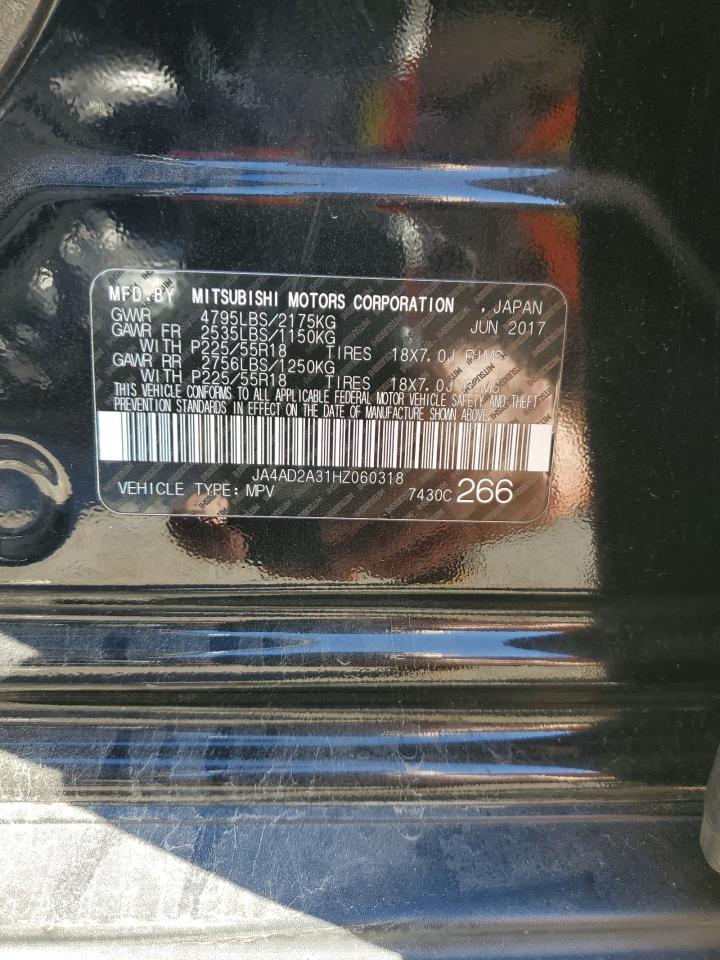 MFD BY MITSUBISHI MOTORS CORPORATION , JAPAN
GVWR 4795LBS/2175KG JUN 2017
GAWR FR 2535LBS/1150KG
WITH P225/55R18 TIRES 18X7.0J RIMS
GAWR RR 2756LBS/1250KG
WITH P225/55R18 TIRES 18X7.0J RIMS
THIS VEHICLE CONFORMS TO ALL APPLICABLE FEDERAL MOTOR VEHICLE SAFETY AND THEFT
PREVENTION STANDARDS IN EFFECT ON THE DATE OF MANUFACTURE SHOWN ABOVE.
JA4AD2A31HZ060318
VEHICLE TYPE:MPV 7430C 266